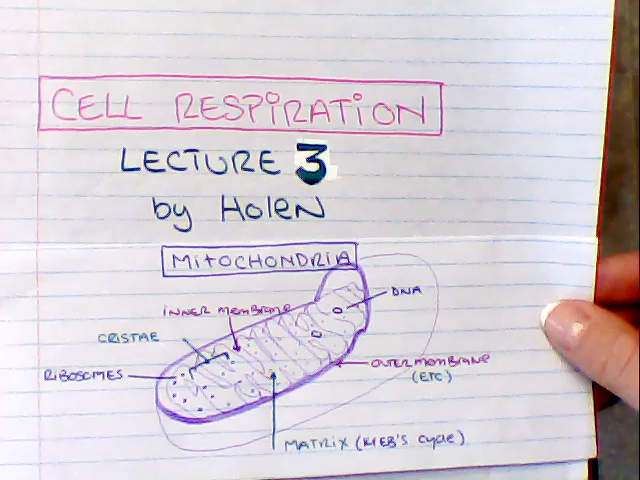 CELL RESPIRATION
LECTURE 3
by HOLEN
MITOCHONDRIA
DNA
INNER MEMBRANE
CRISTAE
RIBOSOMES
OUTER MEMBRANE
(ETC)
MATRIX (KREB'S CYCLE)